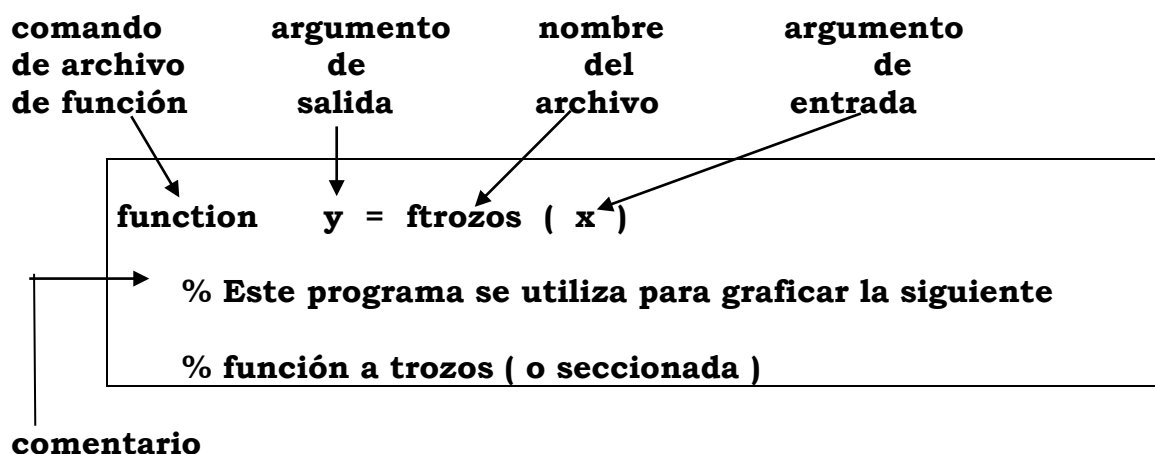 comando argumento nombre argumento
de archivo de del de
de función salida archivo entrada
function y = ftrozos ( x )
% Este programa se utiliza para graficar la siguiente
% función a trozos ( o seccionada )
comentario